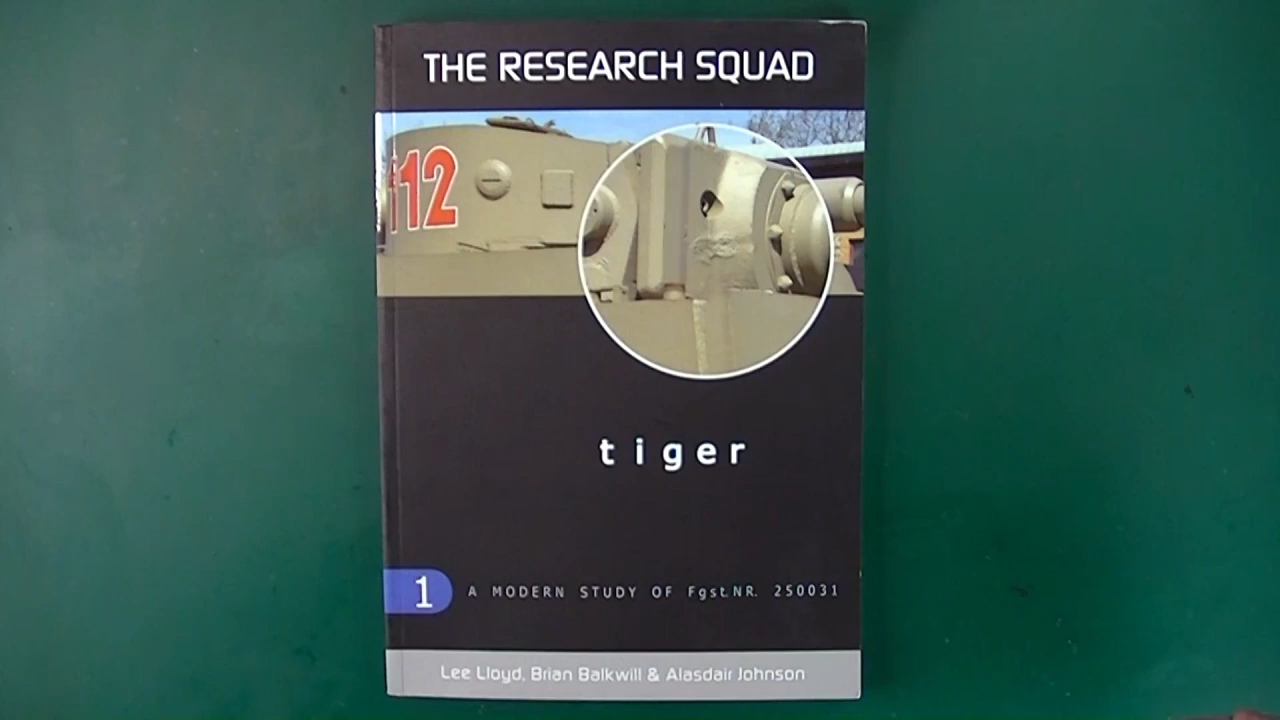 THE RESEARCH SQUAD
112
tiger
1 A MODERN STUDY OF Fgst.NR. 250031
Lee Lloyd, Brian Balkwill & Alasdair Johnson